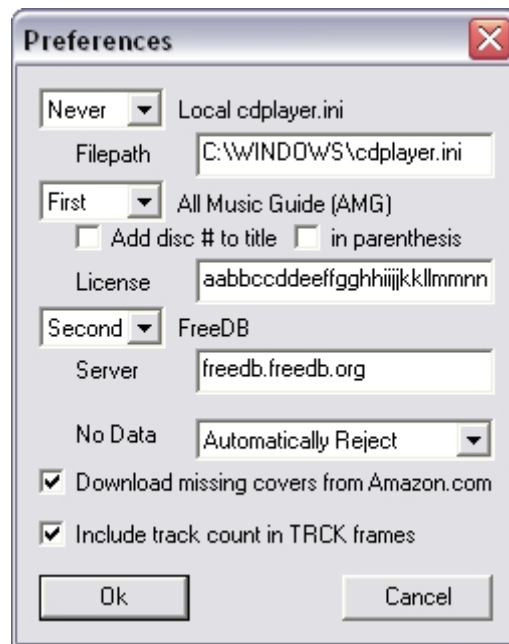 Preferences
Never Local cdplayer.ini
Filepath C:\WINDOWS\cdplayer.ini
First All Music Guide (AMG)
Add disc # to title in parenthesis
License aabbccddeeffgghhiijjkkllmmnn
Second FreeDB
Server freedb.freedb.org
No Data Automatically Reject
Download missing covers from Amazon.com
Include track count in TRCK frames
Ok Cancel